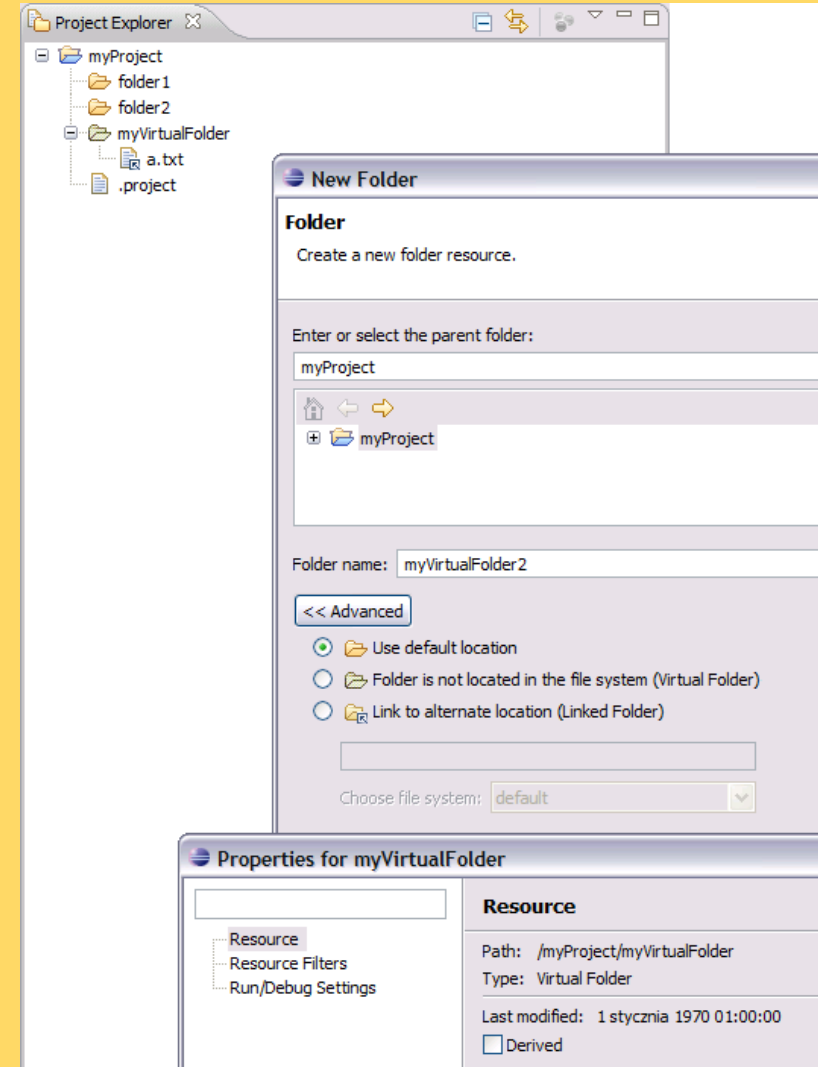 Project Explorer
myProject
folder1
folder2
myVirtualFolder
a.txt
.project
New Folder
Folder
Create a new folder resource.
Enter or select the parent folder:
myProject
myProject
Folder name: myVirtualFolder2
<< Advanced
Use default location
Folder is not located in the file system (Virtual Folder)
Link to alternate location (Linked Folder)
Choose file system: default
Properties for myVirtualFolder
Resource
Resource Filters
Run/Debug Settings
Resource
Path: /myProject/myVirtualFolder
Type: Virtual Folder
Last modified: 1 stycznia 1970 01:00:00
Derived